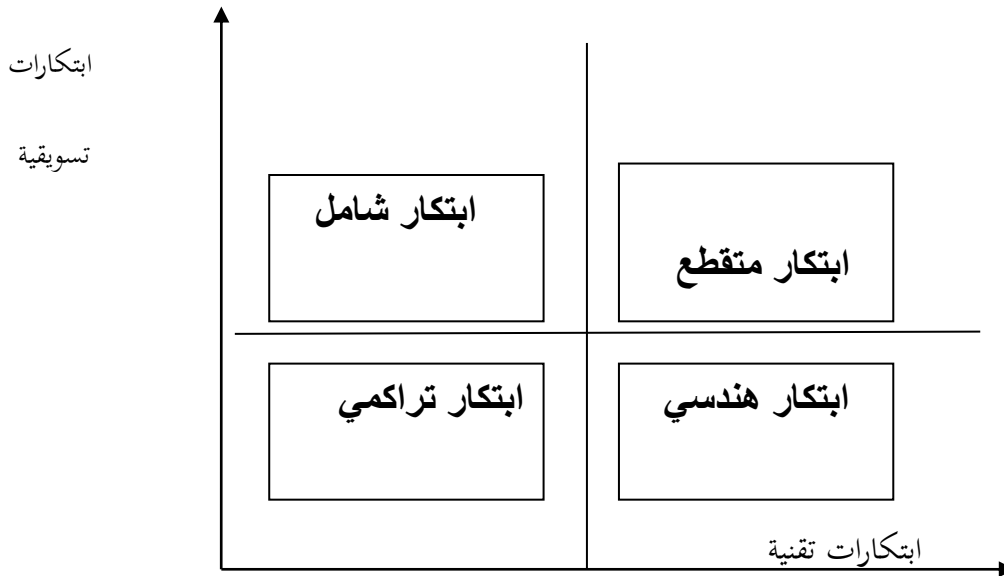 ابتكارات
تسويقية
ابتكار شامل
ابتكار متقطع
ابتكار تراكمي
ابتكار هندسي
ابتكارات تقنية